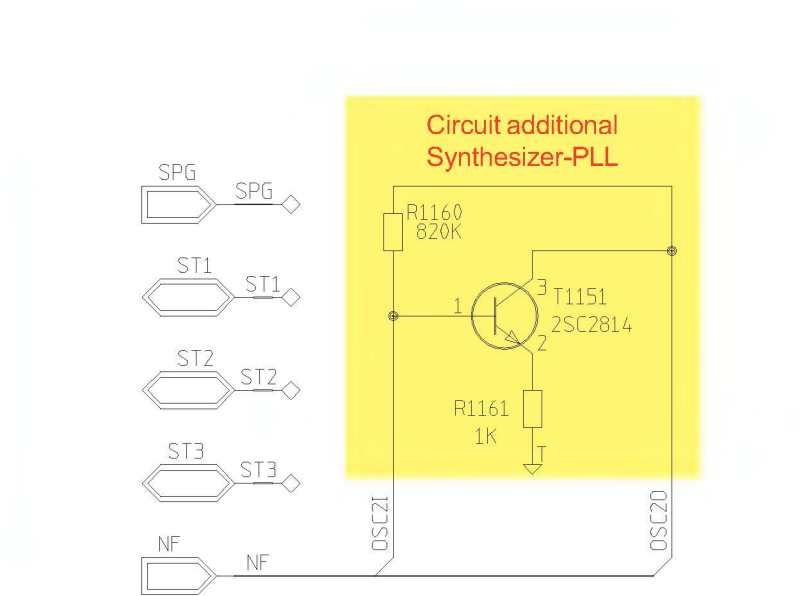 Circuit additional
Synthesizer-PLL
SPG
SPG
R1160
820K
ST1
ST1
3
T1151
1
2SC2814
2
ST2
ST2
R1161
1K
T
ST3
ST3
OSC2I
OSC2O
NF
NF